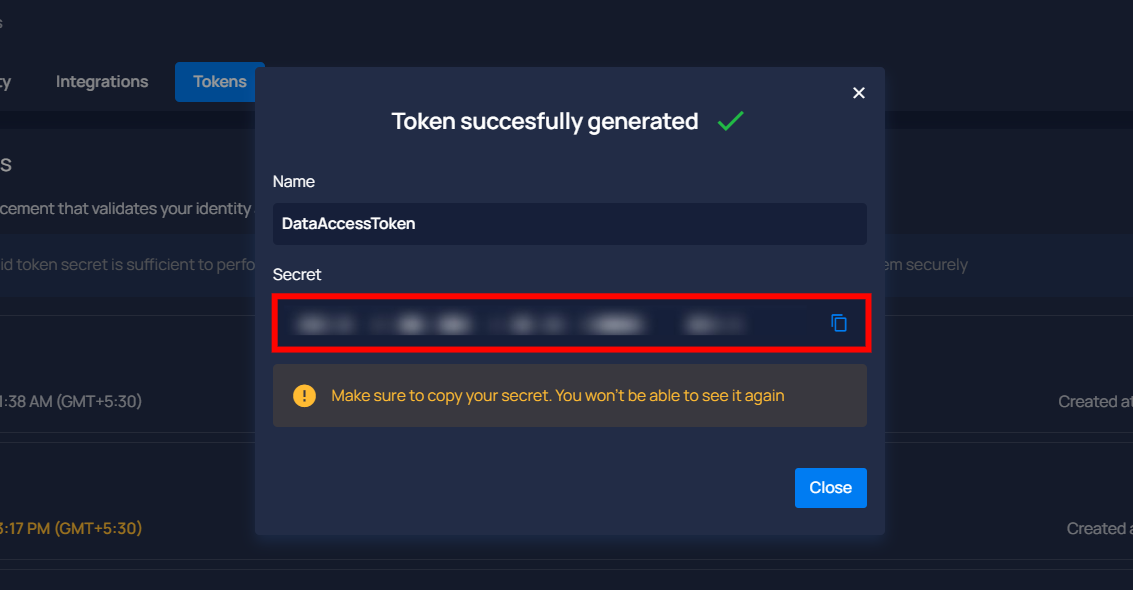 s
ty Integrations Tokens
Token succesfully generated
s
Name
cement that validates your identity
DataAccessToken
id token secret is sufficient to perfo
em securely
Secret
Make sure to copy your secret. You won't be able to see it again
1:38 AM (GMT+5:30)
Created at
Close
3:17 PM (GMT+5:30)
Created a